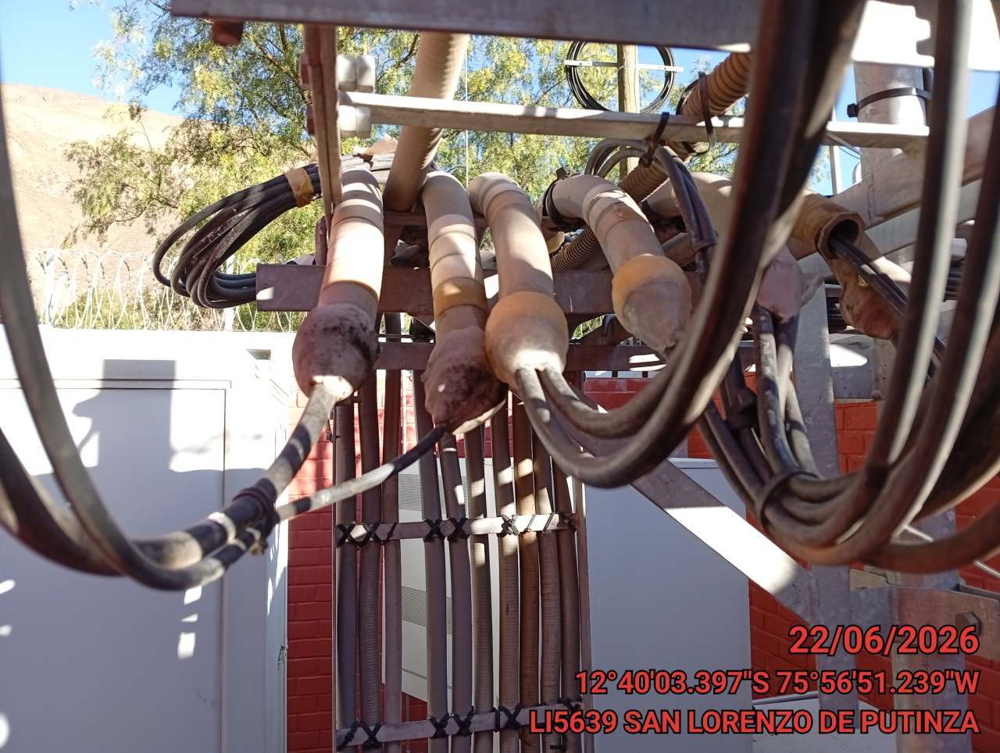 22/06/2026
12°40'03.397"S 75°56'51.239"W
LI5639 SAN LORENZO DE PUTINZA